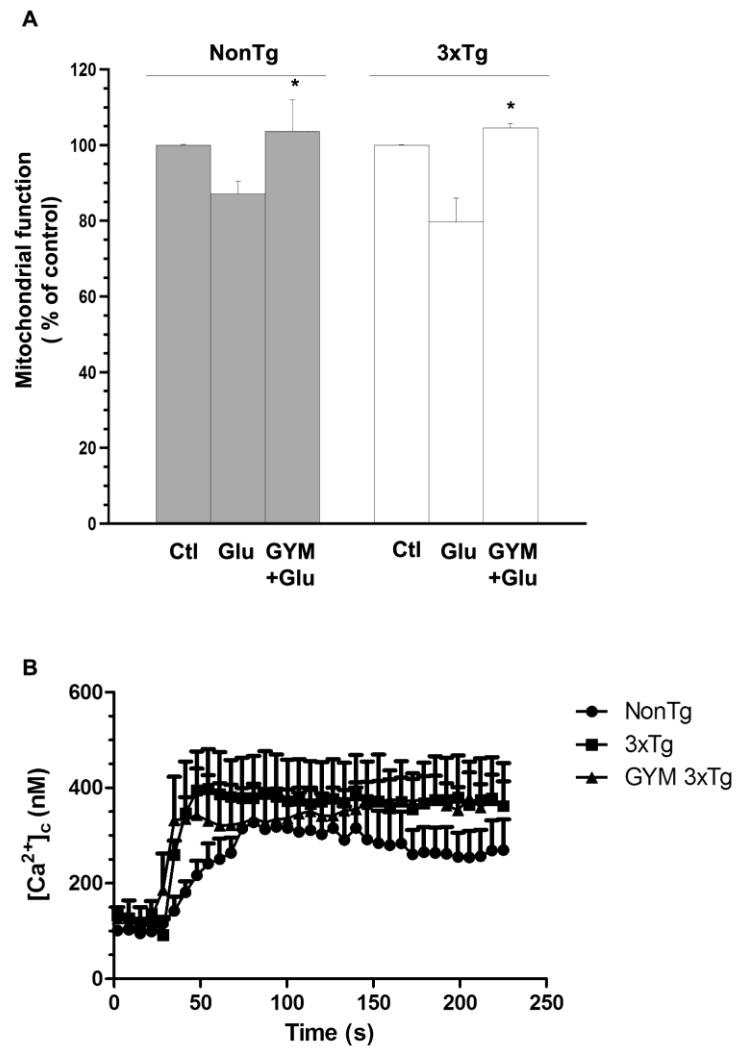 A
NonTg 3xTg
* *
120
100
80
60
40
20
0
Mitochondrial function
( % of control)
Ctl Glu GYM +Glu Ctl Glu GYM +Glu
B
600
400
200
0
[Ca²⁺]c (nM)
0 50 100 150 200 250
Time (s)
NonTg
3xTg
GYM 3xTg